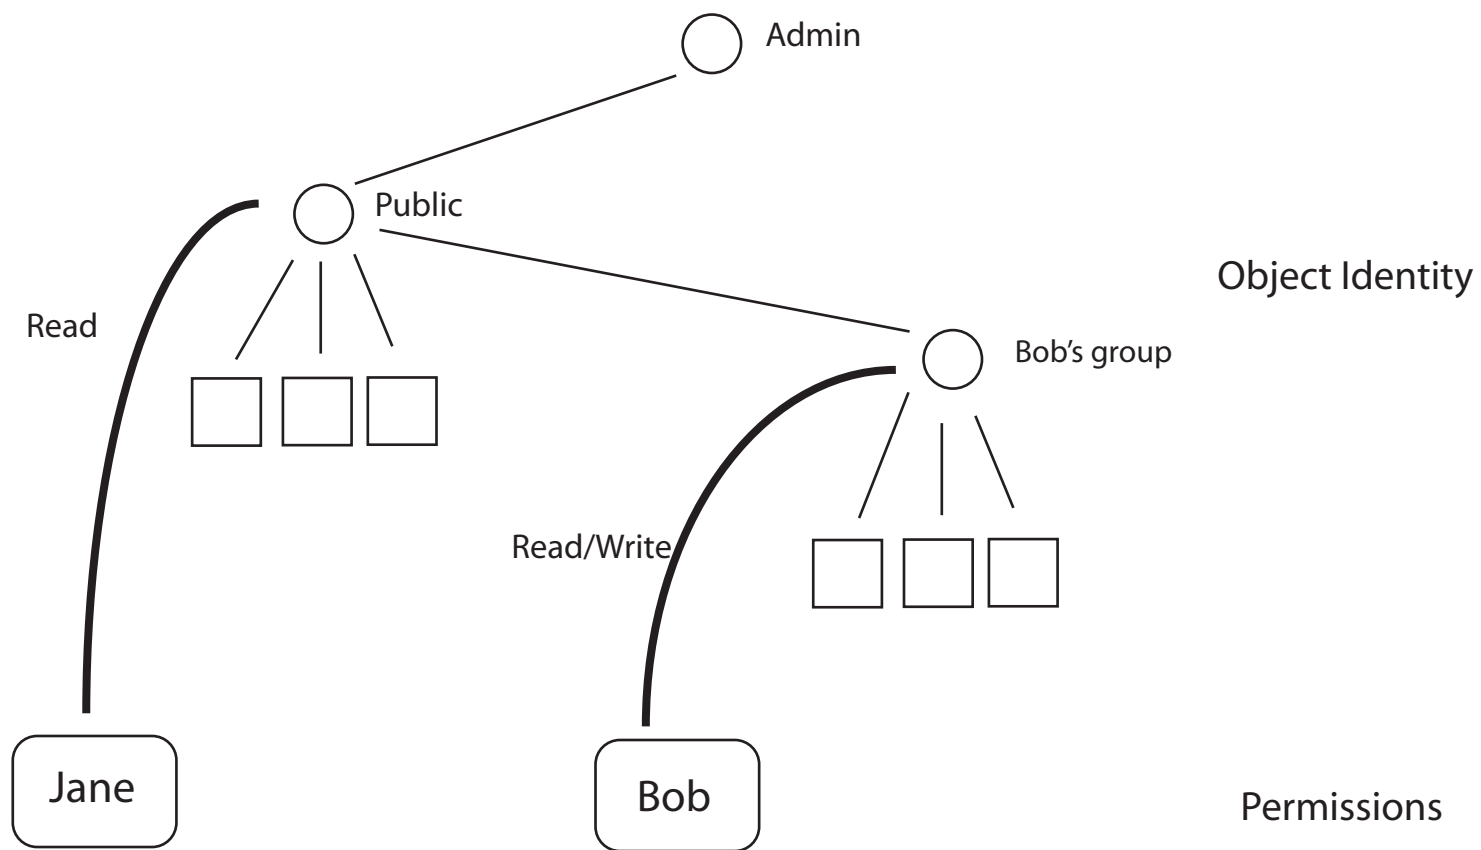 Admin
Public
Object Identity
Read
Bob’s group
Read/Write
Jane
Bob
Permissions